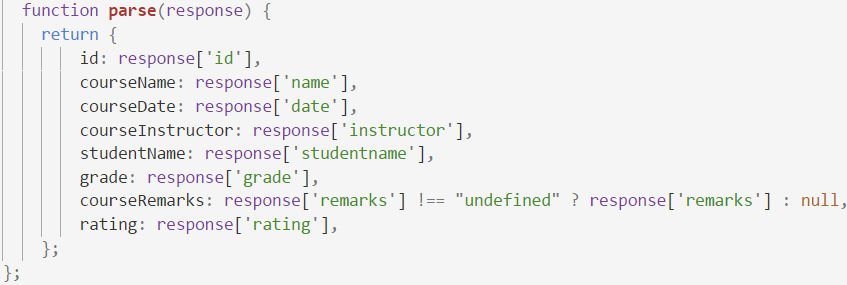 function parse(response) {
return {
id: response['id'],
courseName: response['name'],
courseDate: response['date'],
courseInstructor: response['instructor'],
studentName: response['studentname'],
grade: response['grade'],
courseRemarks: response['remarks'] !== "undefined" ? response['remarks'] : null,
rating: response['rating'],
};
};